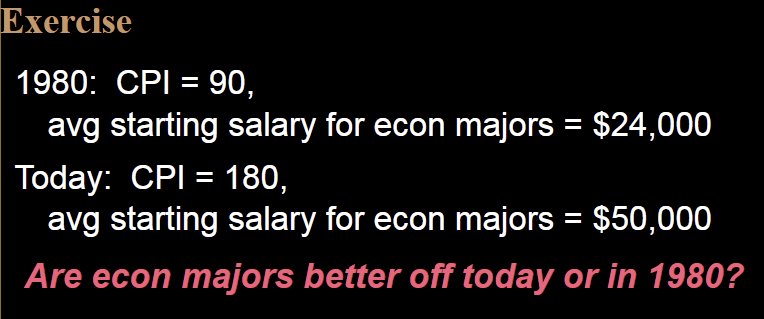 Exercise
1980: CPI = 90,
avg starting salary for econ majors = $24,000
Today: CPI = 180,
avg starting salary for econ majors = $50,000
Are econ majors better off today or in 1980?